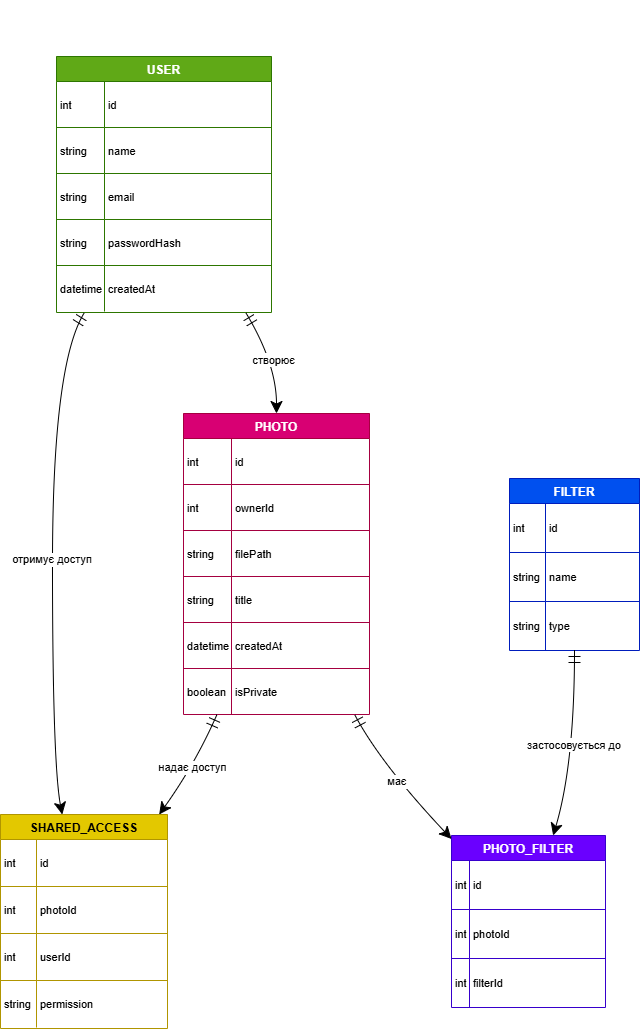 USER
int id
string name
string email
string passwordHash
datetime createdAt
створює
PHOTO
int id
int ownerId
string filePath
string title
datetime createdAt
boolean isPrivate
FILTER
int id
string name
string type
отримує доступ
надає доступ
має
застосовується до
SHARED_ACCESS
int id
int photoId
int userId
string permission
PHOTO_FILTER
int id
int photoId
int filterId